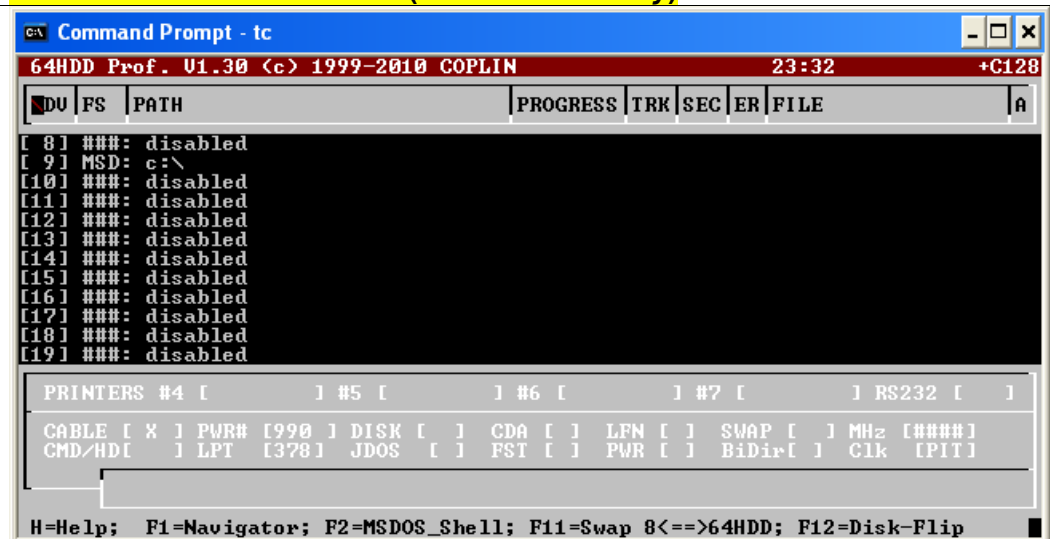 Command Prompt - tc
64HDD Prof. V1.30 (c) 1999-2010 COPLIN 23:32 +C128
DV FS PATH PROGRESS TRK SEC ER FILE A
[ 8] ###: disabled
[ 9] MSD: c:\
[10] ###: disabled
[11] ###: disabled
[12] ###: disabled
[13] ###: disabled
[14] ###: disabled
[15] ###: disabled
[16] ###: disabled
[17] ###: disabled
[18] ###: disabled
[19] ###: disabled
PRINTERS #4 [ ] #5 [ ] #6 [ ] #7 [ ] RS232 [ ]
CABLE [ X ] PWR# [990 ] DISK [ ] CDA [ ] LFN [ ] SWAP [ ] MHz [####]
CMD/HD[ ] LPT [378] JDOS [ ] FST [ ] PWR [ ] BiDir[ ] Clk [PIT]
H=Help; F1=Navigator; F2=MSDOS_Shell; F11=Swap 8<==>64HDD; F12=Disk-Flip